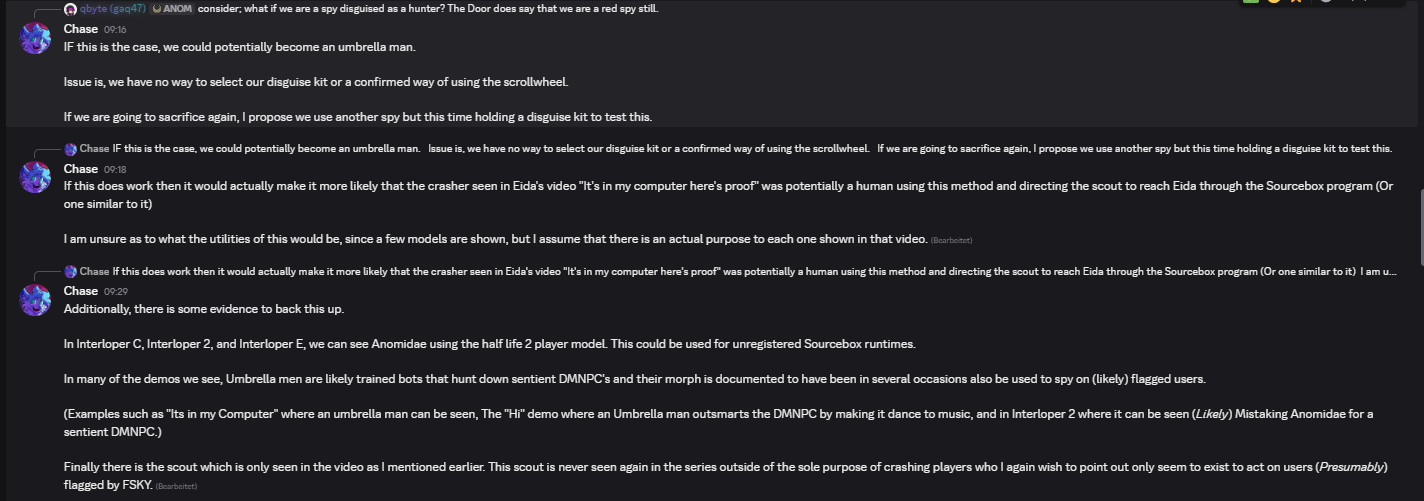 qbyte (gaq47) ANOM consider; what if we are a spy disguised as a hunter? The Door does say that we are a red spy still.
Chase 09:16
IF this is the case, we could potentially become an umbrella man.
Issue is, we have no way to select our disguise kit or a confirmed way of using the scrollwheel.
If we are going to sacrifice again, I propose we use another spy but this time holding a disguise kit to test this.
Chase IF this is the case, we could potentially become an umbrella man. Issue is, we have no way to select our disguise kit or a confirmed way of using the scrollwheel. If we are going to sacrifice again, I propose we use another spy but this time holding a disguise kit to test this.
Chase 09:18
If this does work then it would actually make it more likely that the crasher seen in Eida's video "It's in my computer here's proof" was potentially a human using this method and directing the scout to reach Eida through the Sourcebox program (Or
one similar to it)
I am unsure as to what the utilities of this would be, since a few models are shown, but I assume that there is an actual purpose to each one shown in that video. (Bearbeitet)
Chase If this does work then it would actually make it more likely that the crasher seen in Eida's video "It's in my computer here's proof" was potentially a human using this method and directing the scout to reach Eida through the Sourcebox program (Or one similar to it) I am u...
Chase 09:29
Additionally, there is some evidence to back this up.
In Interloper C, Interloper 2, and Interloper E, we can see Anomidae using the half life 2 player model. This could be used for unregistered Sourcebox runtimes.
In many of the demos we see, Umbrella men are likely trained bots that hunt down sentient DMNPC's and their morph is documented to have been in several occasions also be used to spy on (likely) flagged users.
(Examples such as "Its in my Computer" where an umbrella man can be seen, The "Hi" demo where an Umbrella man outsmarts the DMNPC by making it dance to music, and in Interloper 2 where it can be seen (Likely) Mistaking Anomidae for a
sentient DMNPC.)
Finally there is the scout which is only seen in the video as I mentioned earlier. This scout is never seen again in the series outside of the sole purpose of crashing players who I again wish to point out only seem to exist to act on users (Presumably)
flagged by FSKY. (Bearbeitet)